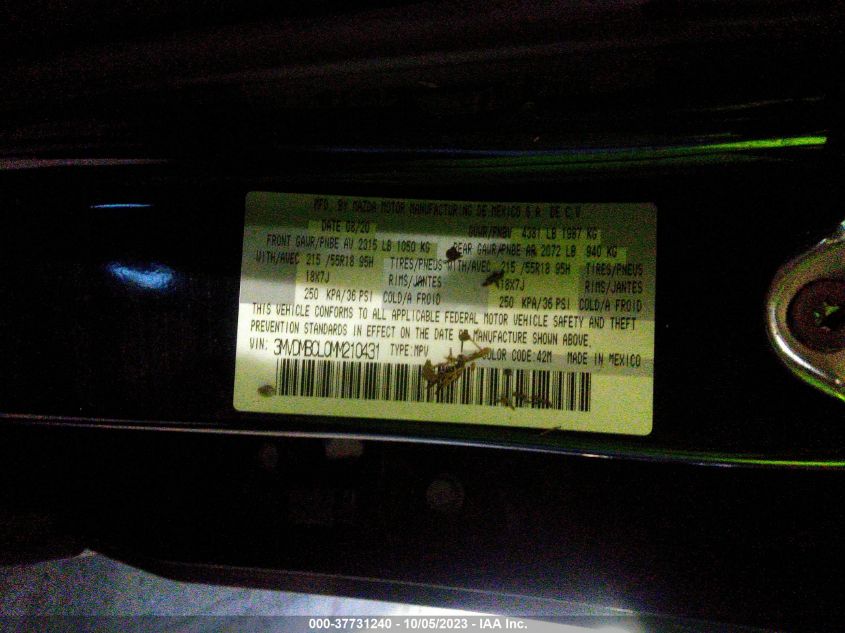 MFD. BY MAZDA MOTOR MANUFACTURING DE MEXICO S.A. DE C.V.
DATE 08/20 GVWR/PNBV 4381 LB 1987 KG
FRONT GAWR/PNBE AV 2315 LB 1050 KG REAR GAWR/PNBE AR 2072 LB 940 KG
WITH/AVEC 215 /55R18 95H TIRES/PNEUS WITH/AVEC 215 /55R18 95H TIRES/PNEUS
18X7J RIMS/JANTES 18X7J RIMS/JANTES
250 KPA/36 PSI COLD/A FROID 250 KPA/36 PSI COLD/A FROID
THIS VEHICLE CONFORMS TO ALL APPLICABLE FEDERAL MOTOR VEHICLE SAFETY AND THEFT
PREVENTION STANDARDS IN EFFECT ON THE DATE OF MANUFACTURE SHOWN ABOVE.
VIN: 3MVDMBCL0MM210431 TYPE:MPV COLOR CODE:42M MADE IN MEXICO
000-37731240 - 10/05/2023 - IAA Inc.